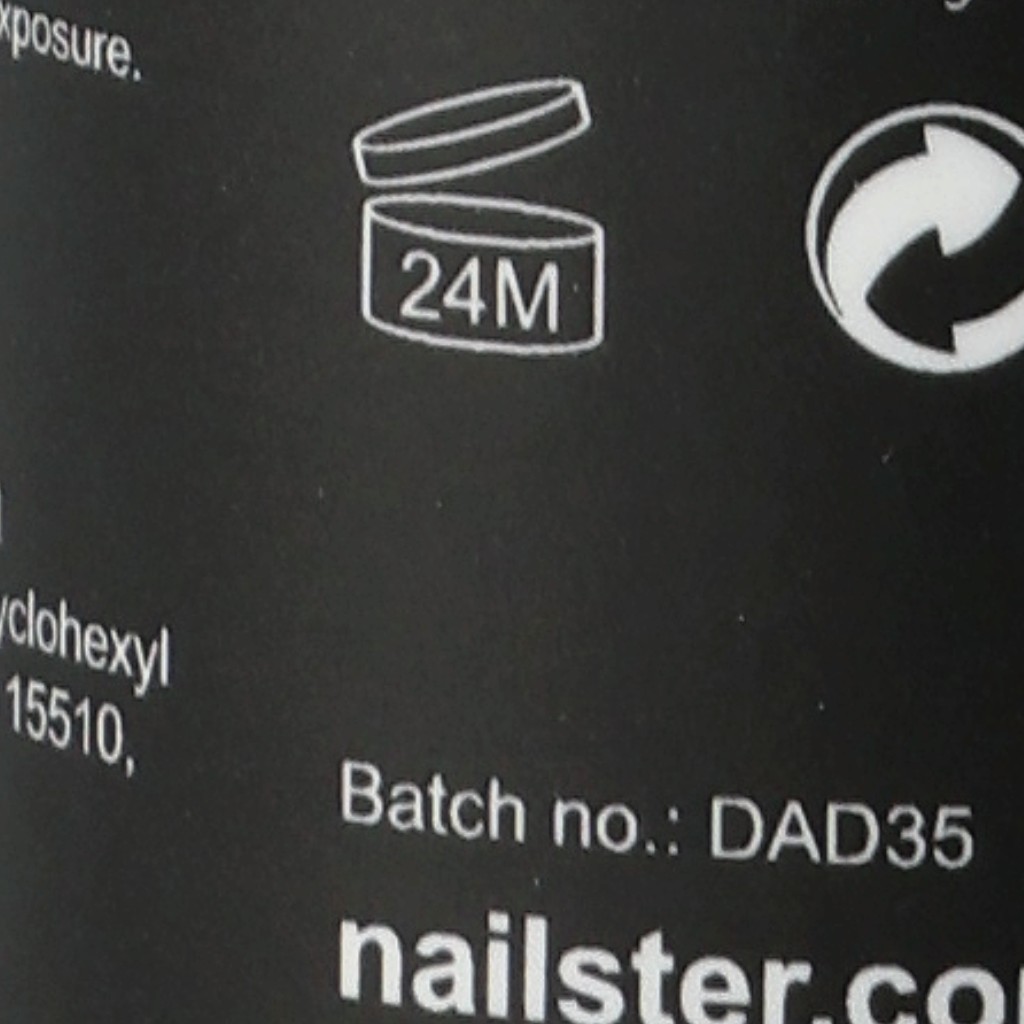 xposure.
24M
yclohexyl
15510,
Batch no.: DAD35
nailster.co